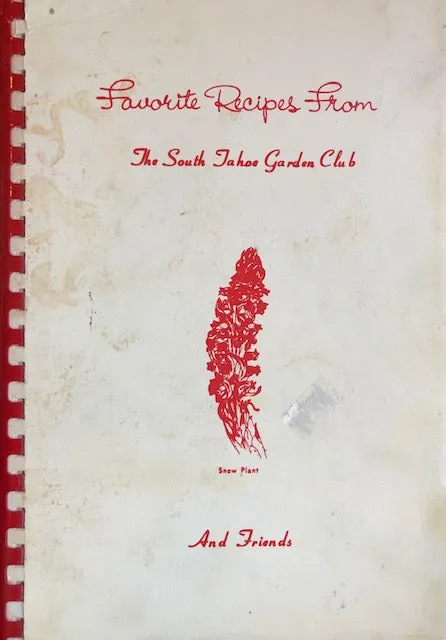 Favorite Recipes From
The South Tahoe Garden Club
Snow Plant
And Friends